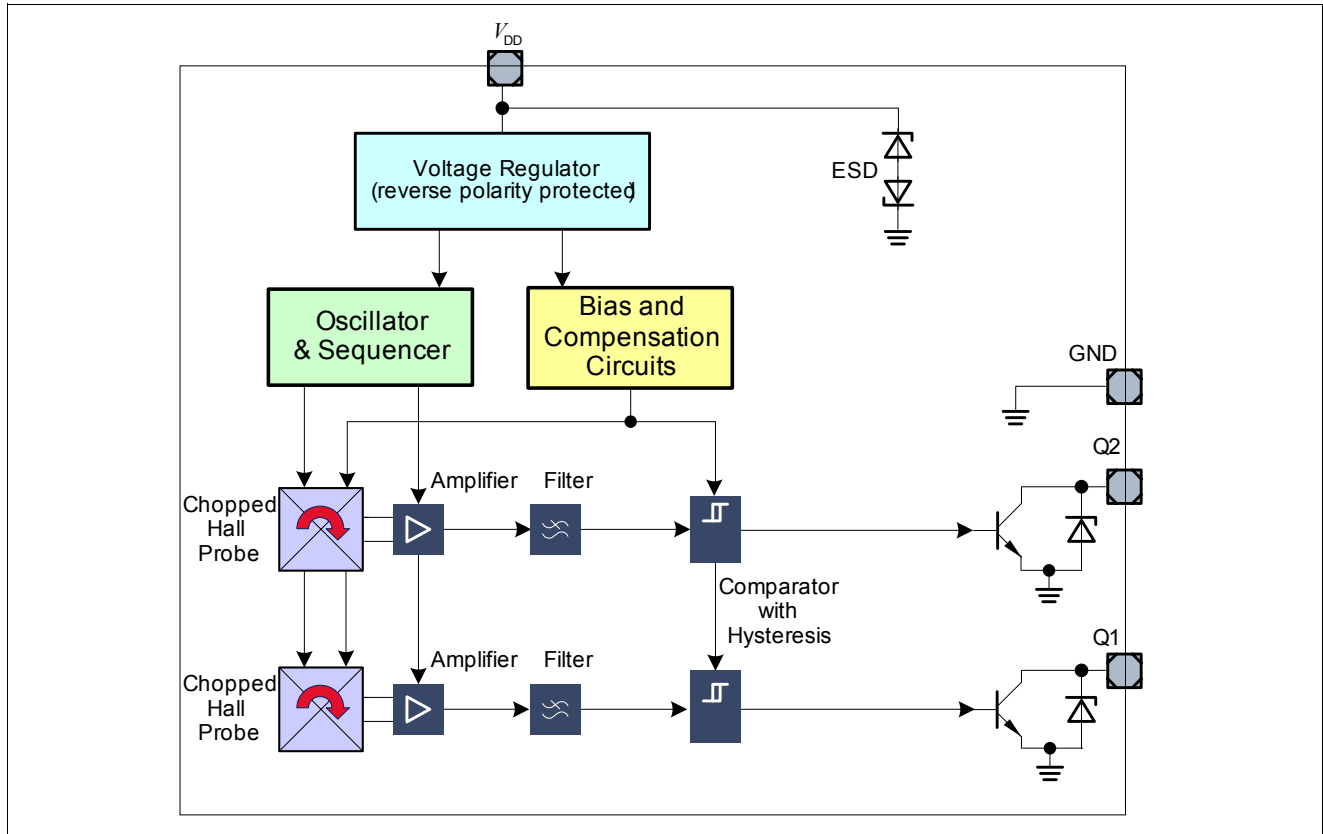 VDD
Voltage Regulator
(reverse polarity protected)
ESD
Oscillator
& Sequencer
Bias and
Compensation
Circuits
GND
Q2
Amplifier
Filter
Chopped
Hall
Probe
Comparator
with
Hysteresis
Q1
Amplifier
Filter
Chopped
Hall
Probe